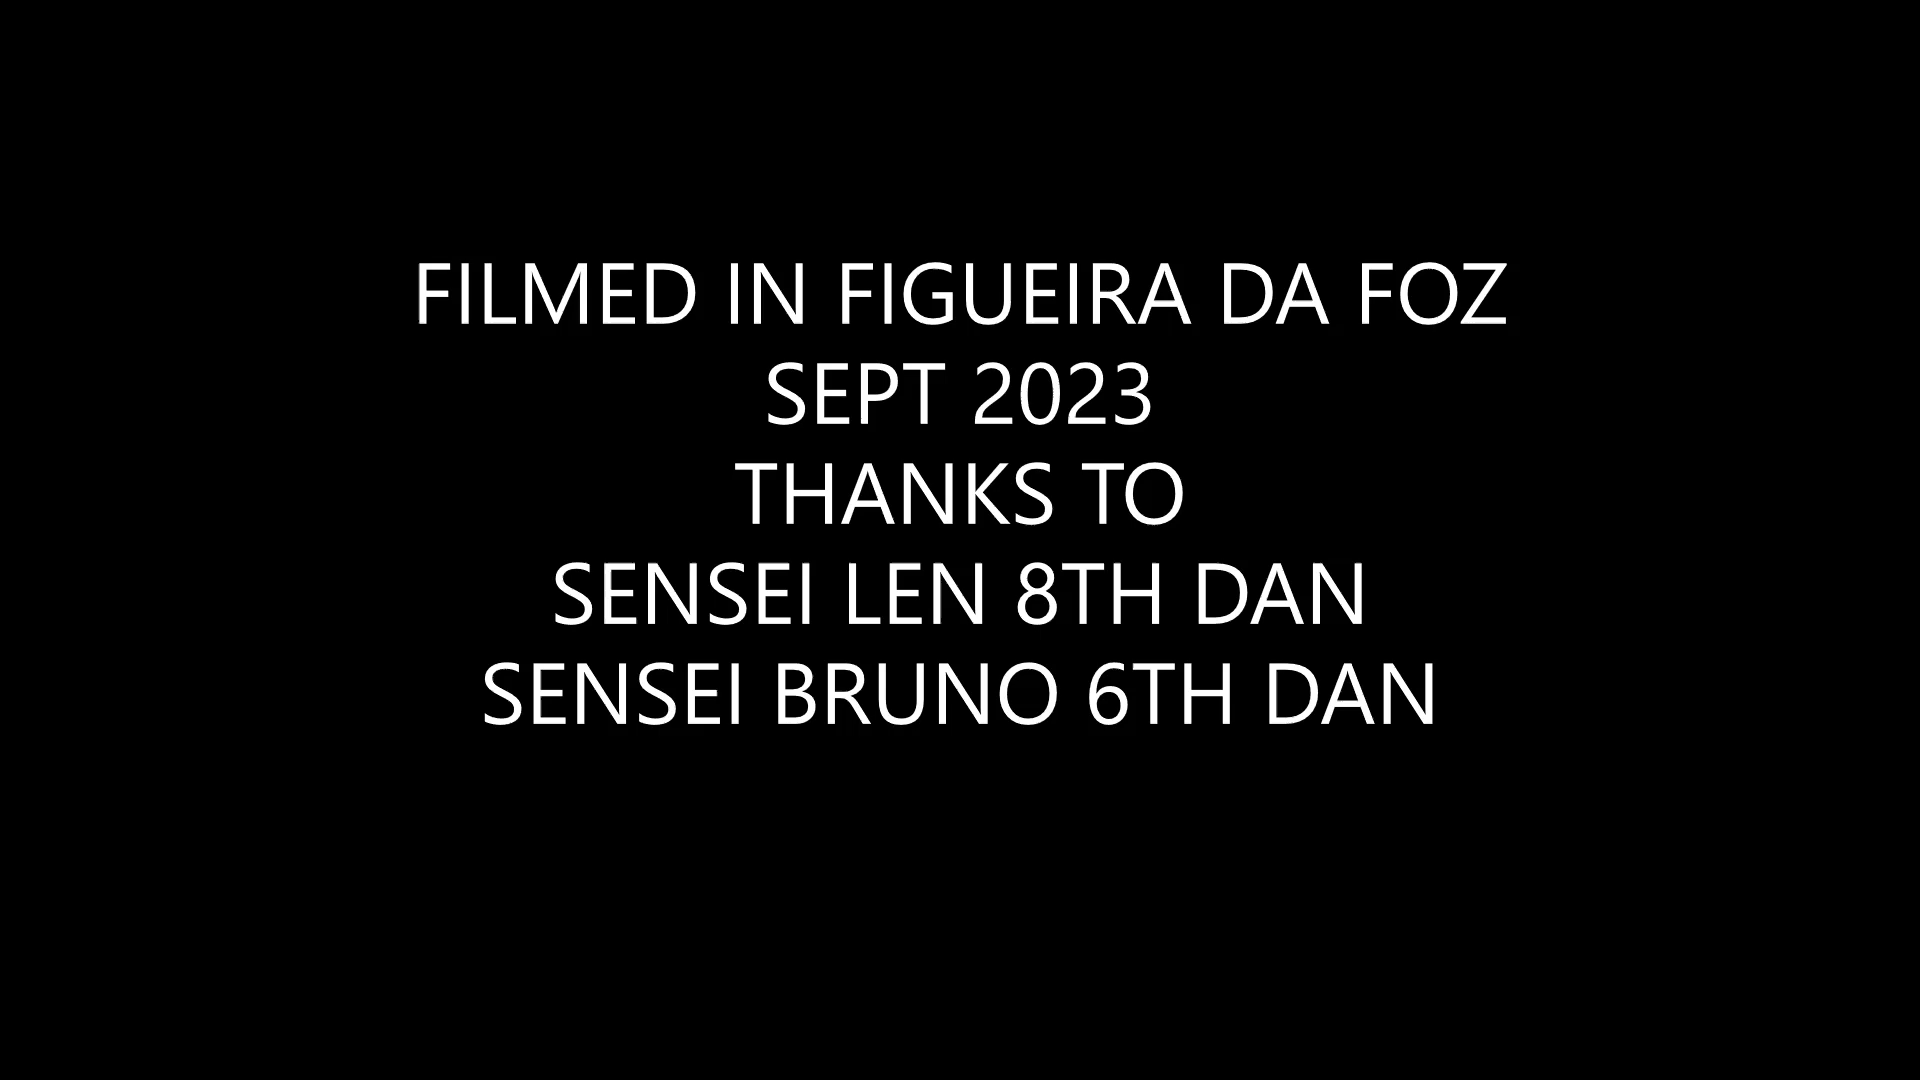 FILMED IN FIGUEIRA DA FOZ
SEPT 2023
THANKS TO
SENSEI LEN 8TH DAN
SENSEI BRUNO 6TH DAN